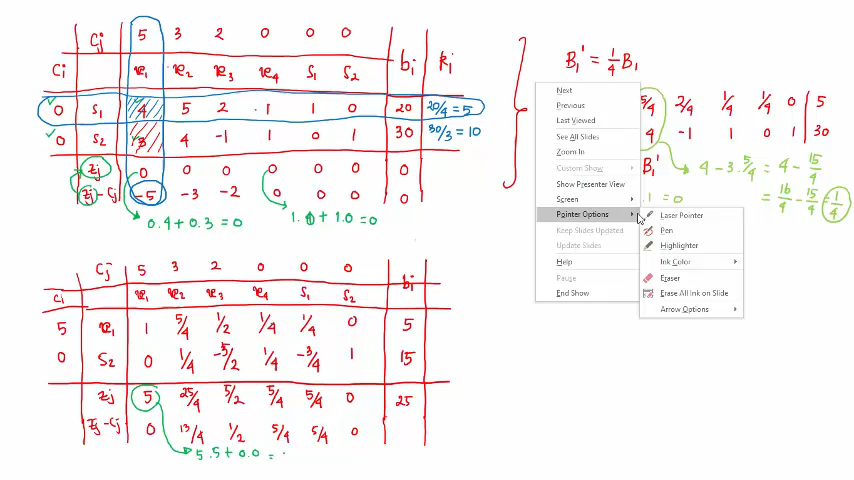 Cj 5 3 2 0 0 0
Ci x1 x2 x3 x4 S1 S2 bi Ri
0 S1 4 5 2 1 1 0 20 20/4 = 5
0 S2 3 4 -1 1 0 1 30 30/3 = 10
Zj 0 0 0 0 0 0 0
Zj - Cj -5 -3 -2 0 0 0 0
0.4 + 0.3 = 0
1.0 + 1.0 = 0
B1' = 1/4 B1
5/4 2/4 1/4 1/4 0 5
4 -1 1 0 1 30
B1'
4 - 3. 5/4 = 4 - 15/4
.1 = 0
= 16/4 - 15/4 = -1/4
Next
Previous
Last Viewed
See All Slides
Zoom In
Custom Show
Show Presenter View
Screen
Pointer Options
Keep Slides Updated
Update Slides
Help
Pause
End Show
Laser Pointer
Pen
Highlighter
Ink Color
Eraser
Erase All Ink on Slide
Arrow Options
Cj 5 3 2 0 0 0 bi
Ci x1 x2 x3 x4 S1 S2
5 x1 1 5/4 1/2 1/4 1/4 0 5
0 S2 0 1/4 -5/2 1/4 -3/4 1 15
Zj 5 25/4 5/2 5/4 5/4 0 25
Zj - Cj 0 13/4 1/2 5/4 5/4 0
5.5 + 0.0 =